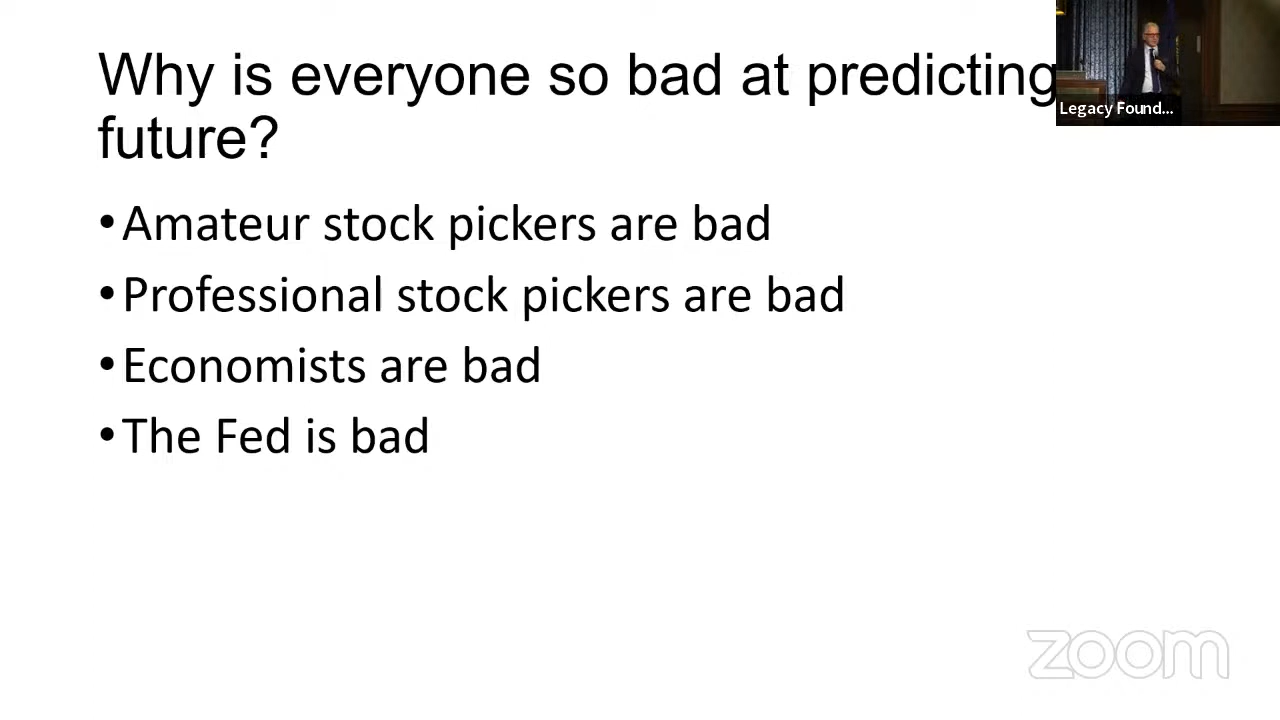 Why is everyone so bad at predicting
future?
Legacy Found...
•Amateur stock pickers are bad
•Professional stock pickers are bad
•Economists are bad
•The Fed is bad
zoom